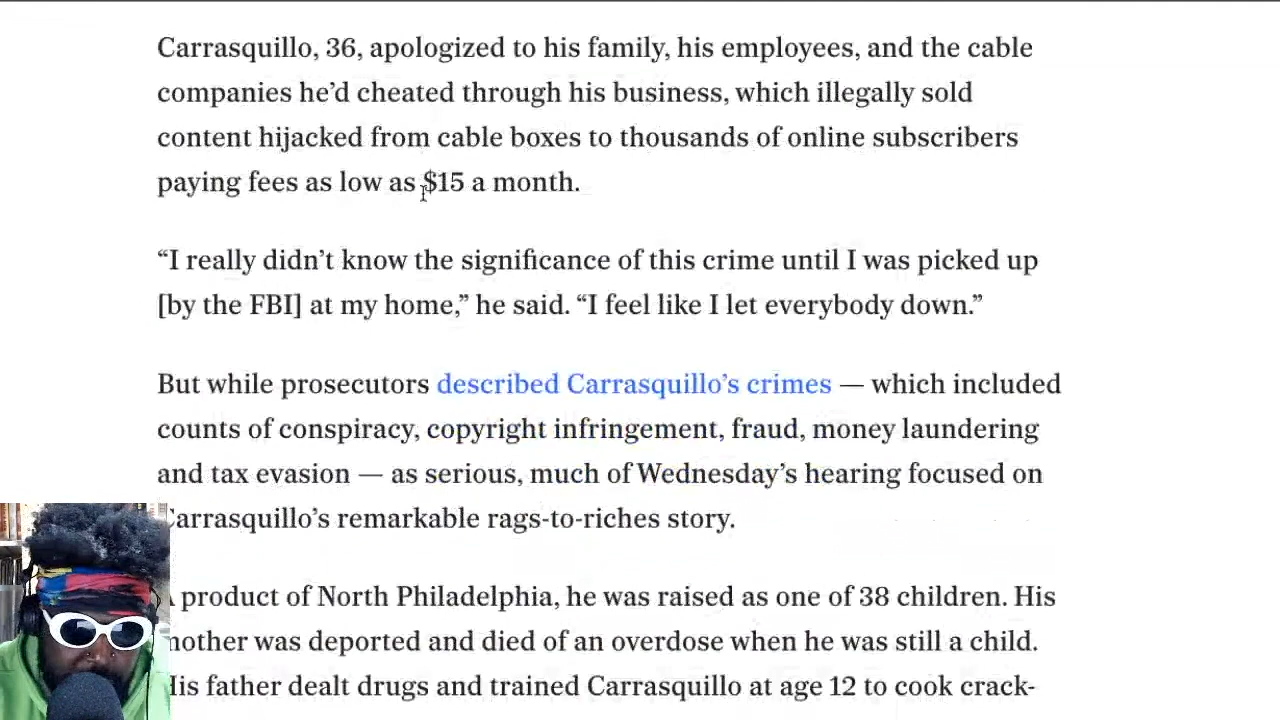 Carrasquillo, 36, apologized to his family, his employees, and the cable
companies he’d cheated through his business, which illegally sold
content hijacked from cable boxes to thousands of online subscribers
paying fees as low as $15 a month.
“I really didn’t know the significance of this crime until I was picked up
[by the FBI] at my home,” he said. “I feel like I let everybody down.”
But while prosecutors described Carrasquillo’s crimes — which included
counts of conspiracy, copyright infringement, fraud, money laundering
and tax evasion — as serious, much of Wednesday’s hearing focused on
Carrasquillo’s remarkable rags-to-riches story.
A product of North Philadelphia, he was raised as one of 38 children. His
mother was deported and died of an overdose when he was still a child.
His father dealt drugs and trained Carrasquillo at age 12 to cook crack-